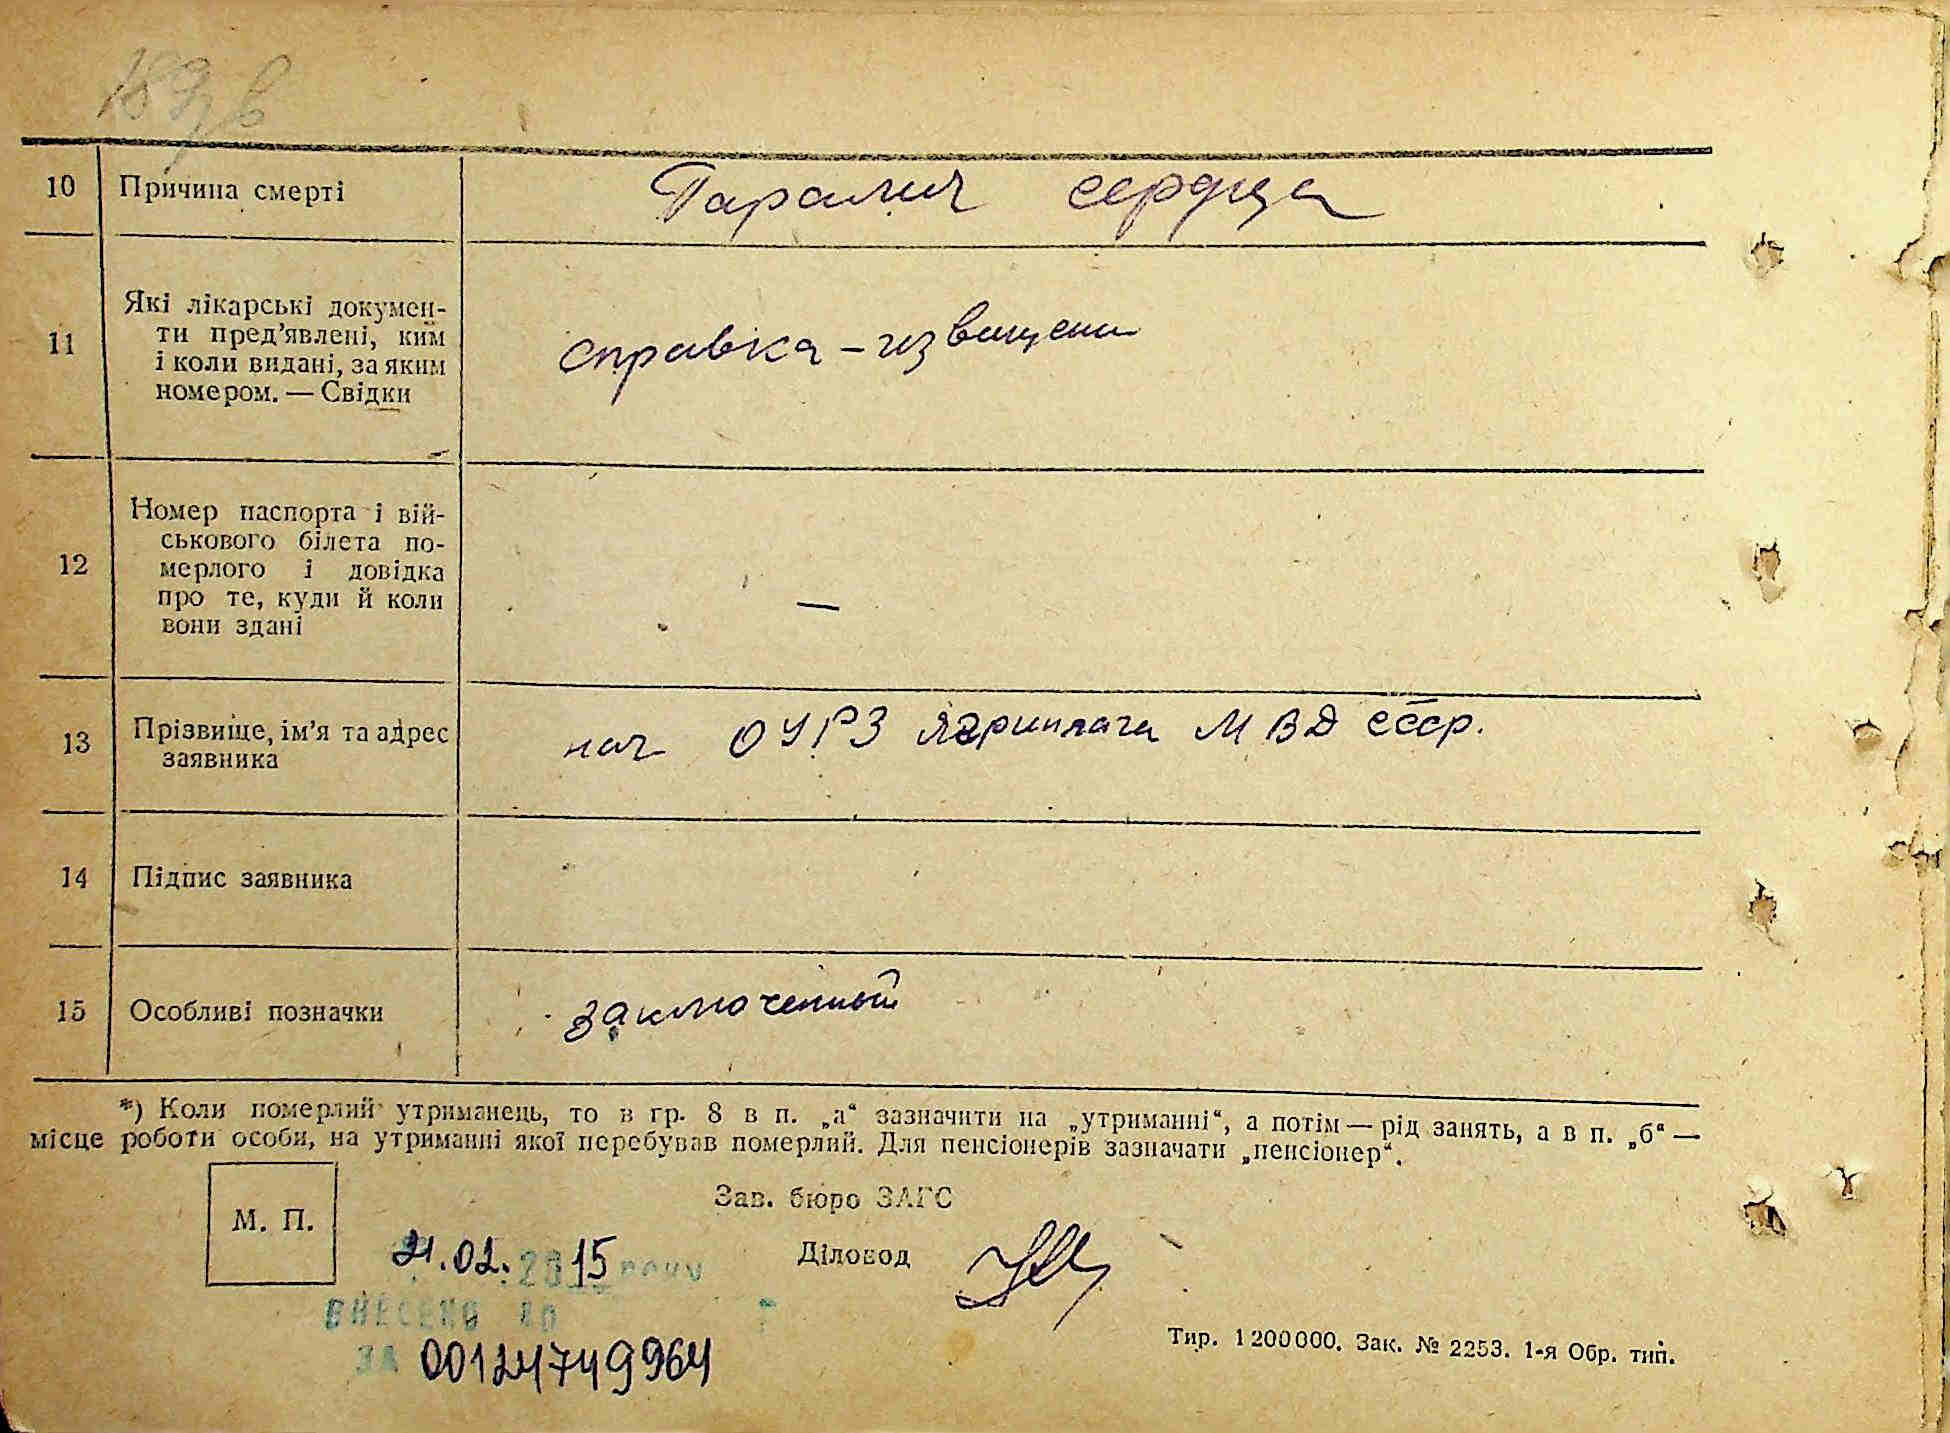 189 в
10 Причина смерті Паралич сердца
11 Які лікарські докумен-
ти пред'явлені, ким
і коли видані, за яким
номером. — Свідки
справка - извещени
12 Номер паспорта і вій-
ськового білета по-
мерлого і довідка
про те, куди й коли
вони здані
—
13 Прізвище, ім'я та адрес
заявника
нач ОУРЗ Ягринлага МВД СССР.
14 Підпис заявника
15 Особливі позначки заключенный
*) Коли померлий утриманець, то в гр. 8 в п. „а“ зазначити на „утриманні“, а потім — рід занять, а в п. „б“ —
місце роботи особи, на утриманні якої перебував померлий. Для пенсіонерів зазначати „пенсіонер“.
М. П.
Зав. бюро ЗАГС
Діловод
21.02. 2015 року
ВНЕСЕНО ДО
ЗА 00124749964
Тир. 1200000. Зак. № 2253. 1-я Обр. тип.